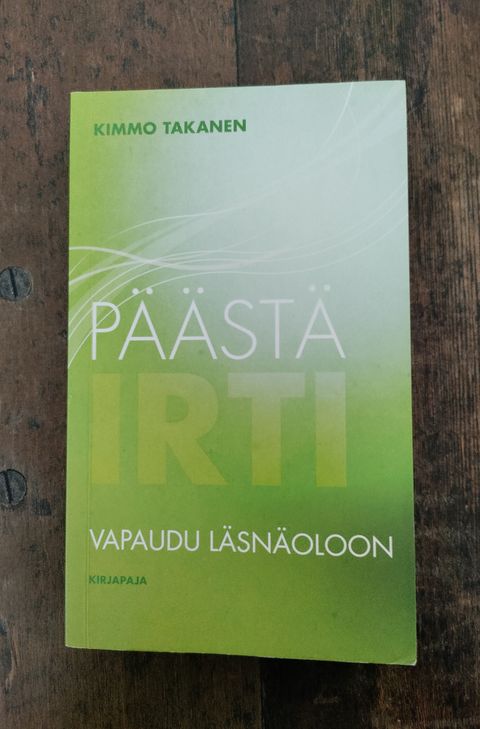 KIMMO TAKANEN
PÄÄSTÄ
IRTI
VAPAUDU LÄSNÄOLOON
KIRJAPAJA